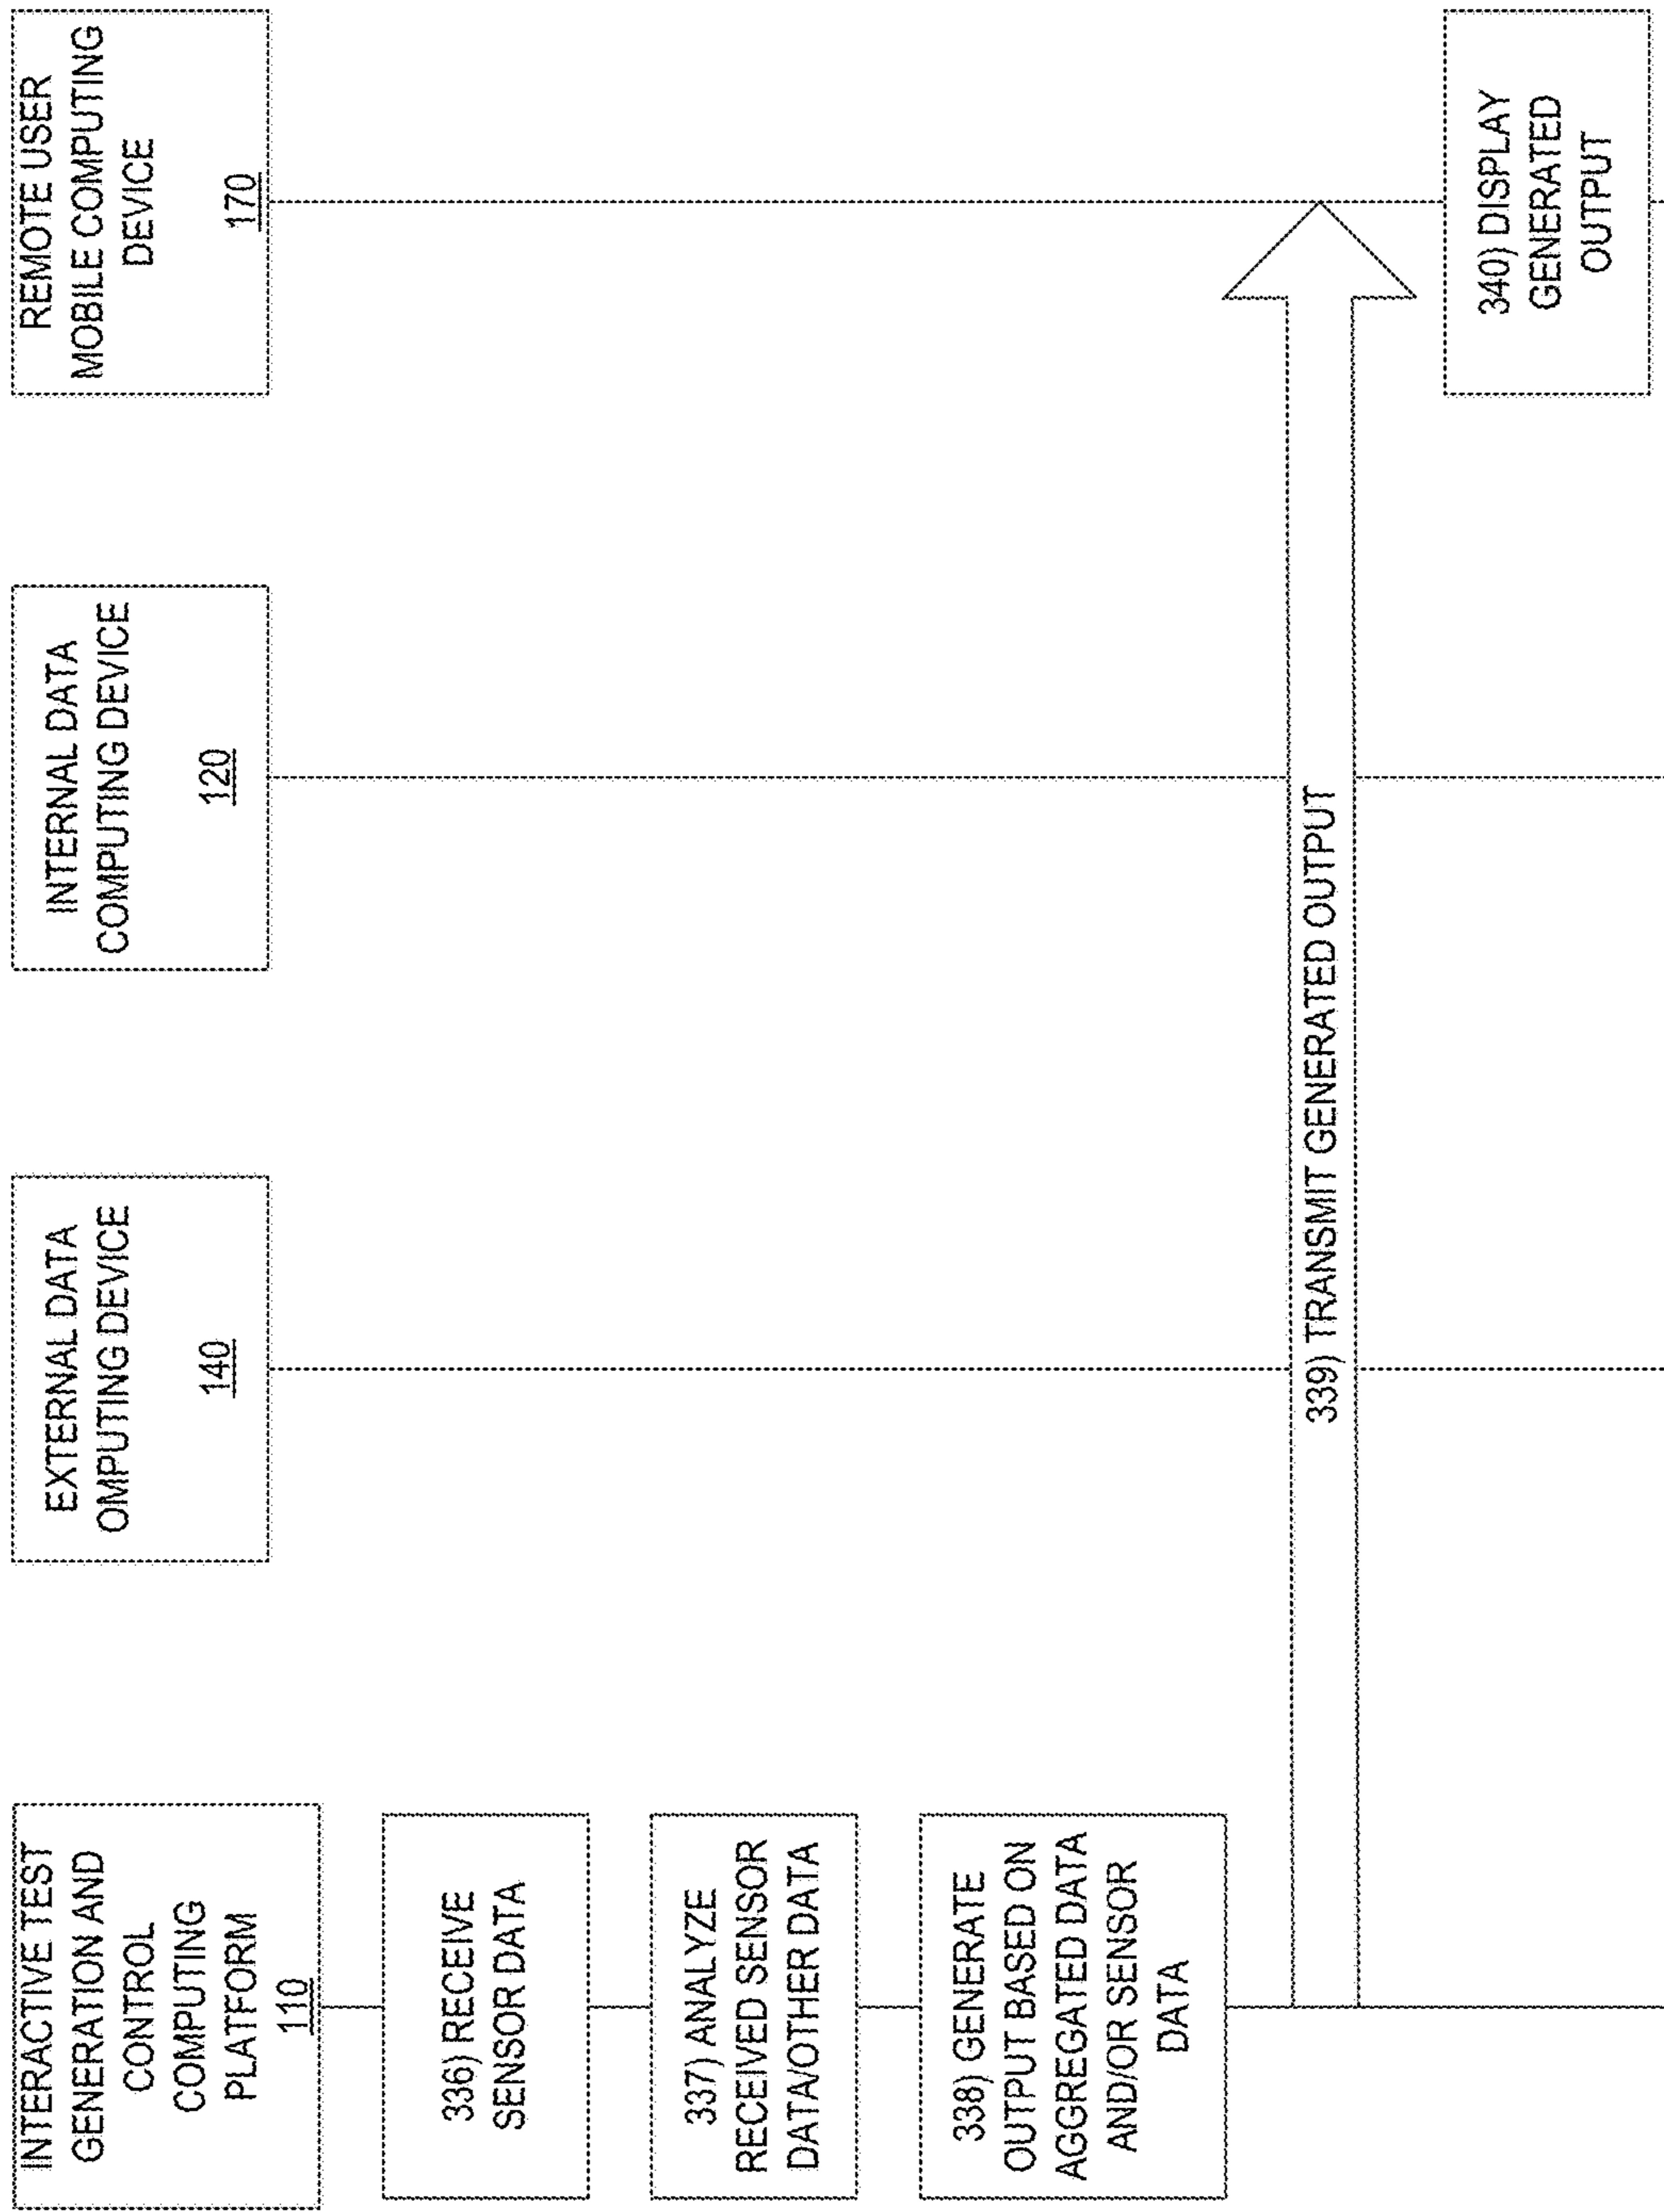 INTERACTIVE TEST
GENERATION AND
CONTROL
COMPUTING
PLATFORM
110
EXTERNAL DATA
OMPUTING DEVICE
140
INTERNAL DATA
COMPUTING DEVICE
120
REMOTE USER
MOBILE COMPUTING
DEVICE
170
336) RECEIVE
SENSOR DATA
337) ANALYZE
RECEIVED SENSOR
DATA/OTHER DATA
338) GENERATE
OUTPUT BASED ON
AGGREGATED DATA
AND/OR SENSOR
DATA
339) TRANSMIT GENERATED OUTPUT
340) DISPLAY
GENERATED
OUTPUT